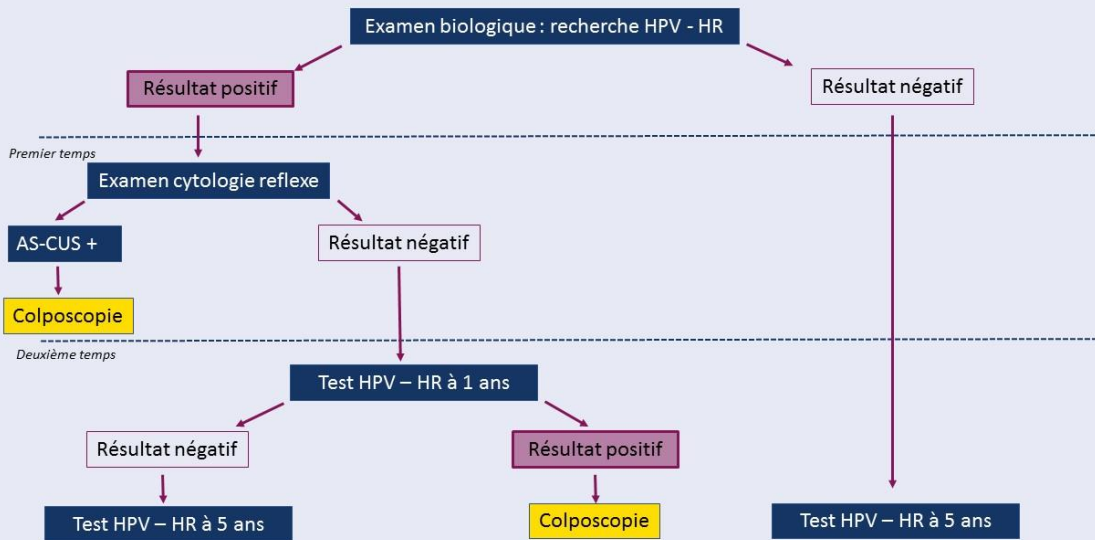 Examen biologique : recherche HPV - HR
Résultat positif
Résultat négatif
Premier temps
Examen cytologie reflexe
AS-CUS +
Résultat négatif
Colposcopie
Deuxième temps
Test HPV – HR à 1 ans
Résultat négatif
Résultat positif
Test HPV – HR à 5 ans
Colposcopie
Test HPV – HR à 5 ans